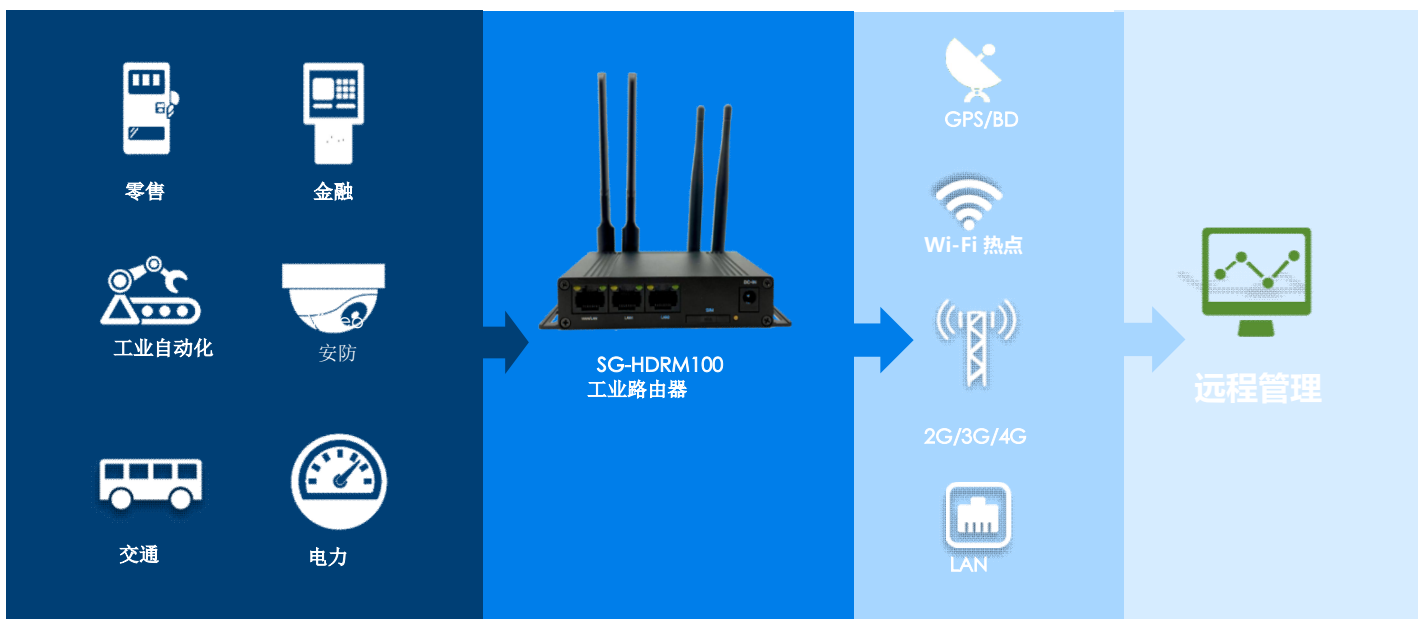 零售
金融
工业自动化
安防
交通
电力
SG-HDRM100
工业路由器
GPS/BD
Wi-Fi 热点
2G/3G/4G
LAN
远程管理